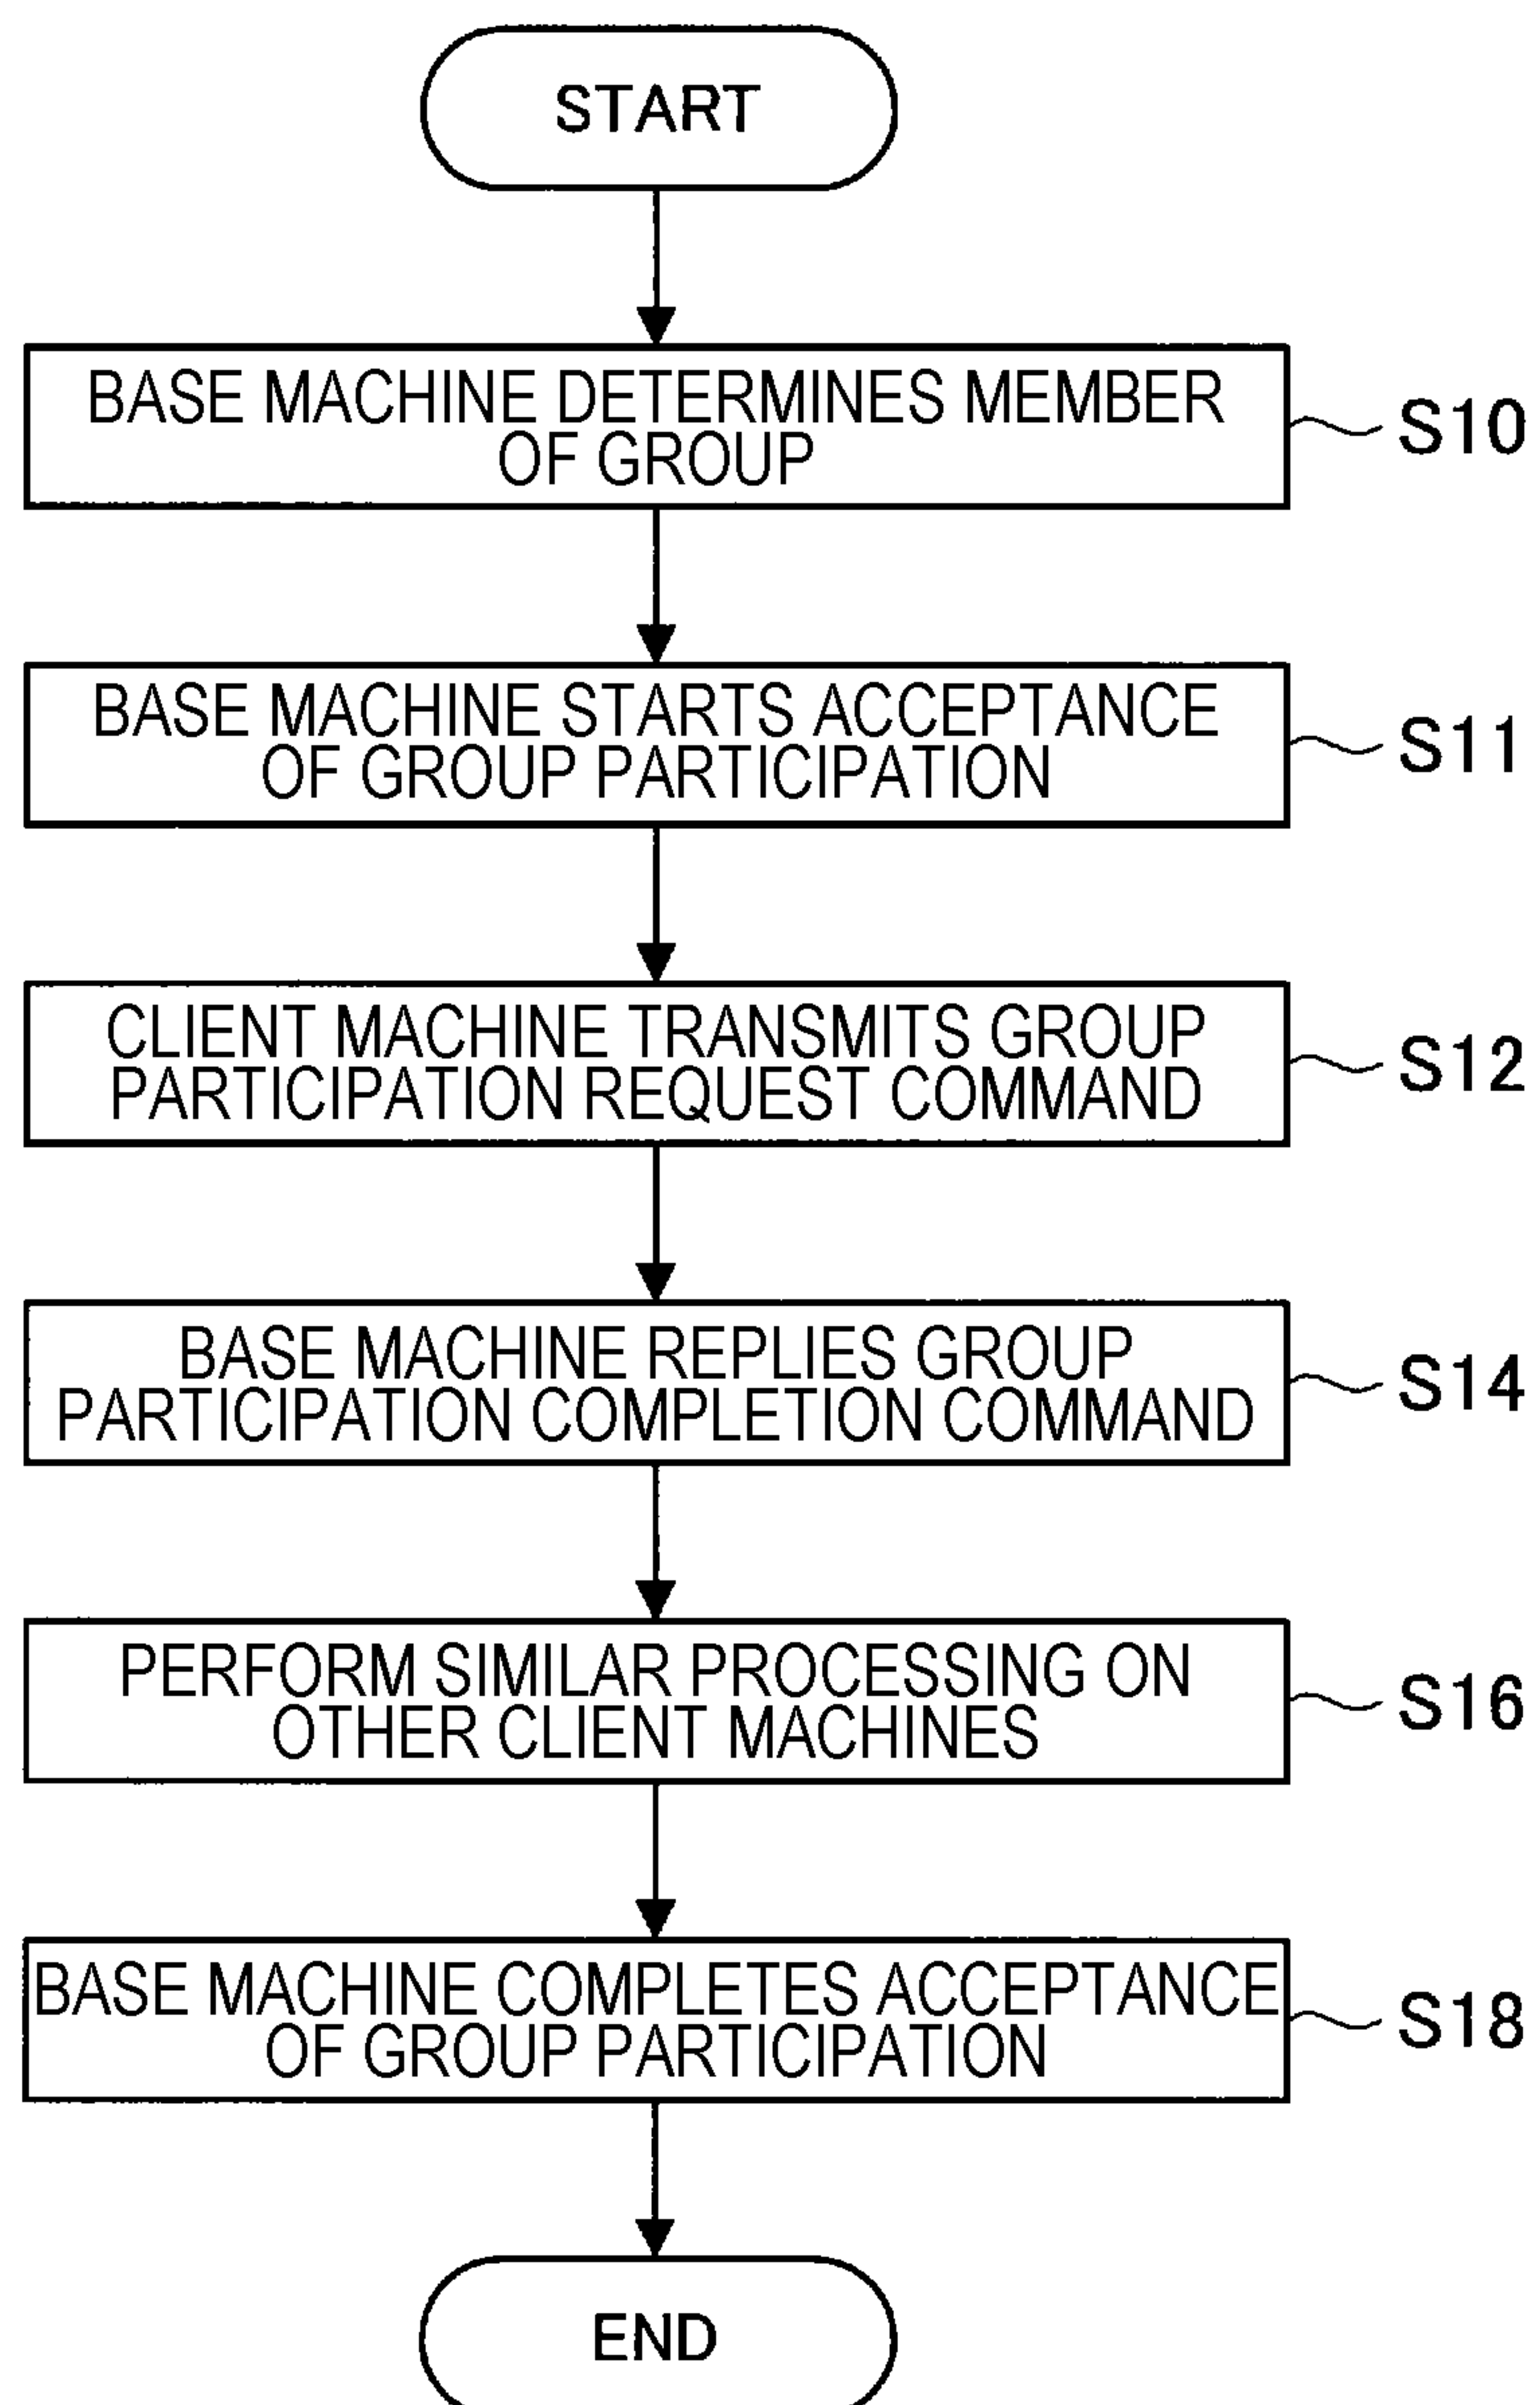 START
BASE MACHINE DETERMINES MEMBER
OF GROUP
S10
BASE MACHINE STARTS ACCEPTANCE
OF GROUP PARTICIPATION
S11
CLIENT MACHINE TRANSMITS GROUP
PARTICIPATION REQUEST COMMAND
S12
BASE MACHINE REPLIES GROUP
PARTICIPATION COMPLETION COMMAND
S14
PERFORM SIMILAR PROCESSING ON
OTHER CLIENT MACHINES
S16
BASE MACHINE COMPLETES ACCEPTANCE
OF GROUP PARTICIPATION
S18
END